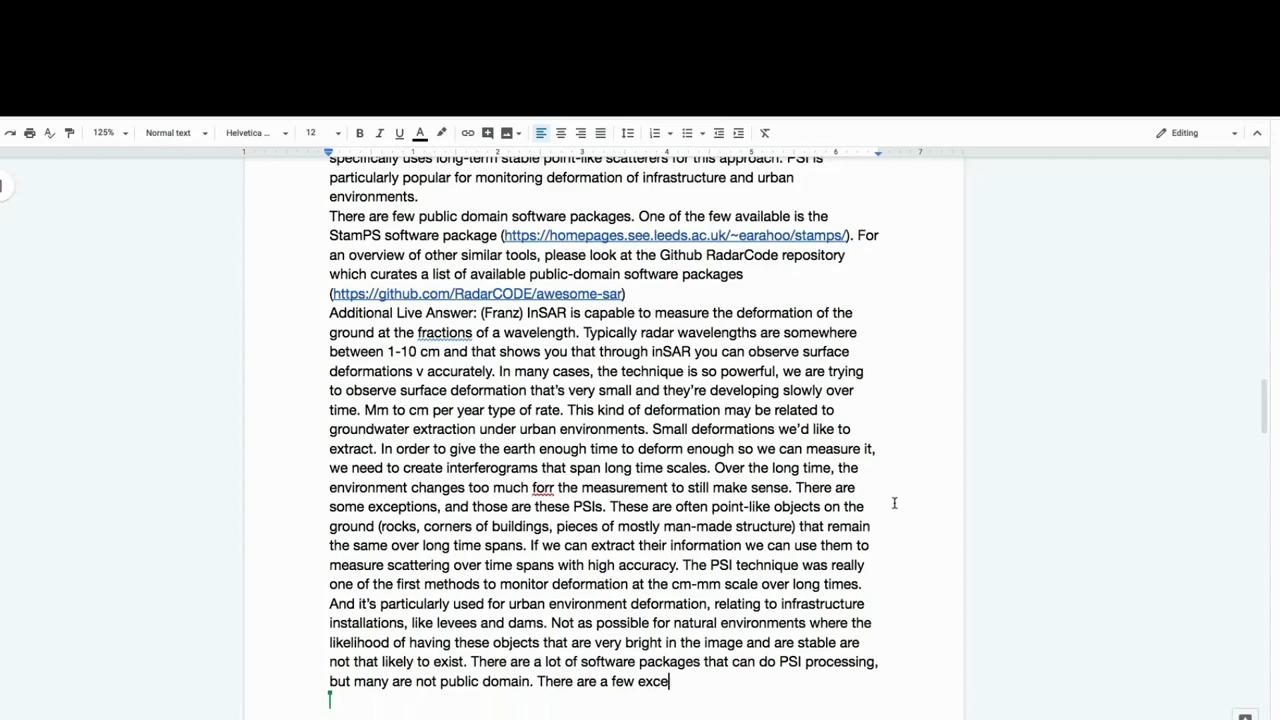 125%
Normal text
Helvetica ...
12
B I U A
Editing
1 1 2 3 4 5 6 7
specifically uses long-term stable point-like scatterers for this approach. PSI is
particularly popular for monitoring deformation of infrastructure and urban
environments.
There are few public domain software packages. One of the few available is the
StamPS software package (https://homepages.see.leeds.ac.uk/~earahoo/stamps/). For
an overview of other similar tools, please look at the Github RadarCode repository
which curates a list of available public-domain software packages
(https://github.com/RadarCODE/awesome-sar)
Additional Live Answer: (Franz) InSAR is capable to measure the deformation of the
ground at the fractions of a wavelength. Typically radar wavelengths are somewhere
between 1-10 cm and that shows you that through inSAR you can observe surface
deformations v accurately. In many cases, the technique is so powerful, we are trying
to observe surface deformation that's very small and they're developing slowly over
time. Mm to cm per year type of rate. This kind of deformation may be related to
groundwater extraction under urban environments. Small deformations we'd like to
extract. In order to give the earth enough time to deform enough so we can measure it,
we need to create interferograms that span long time scales. Over the long time, the
environment changes too much forr the measurement to still make sense. There are
some exceptions, and those are these PSIs. These are often point-like objects on the
ground (rocks, corners of buildings, pieces of mostly man-made structure) that remain
the same over long time spans. If we can extract their information we can use them to
measure scattering over time spans with high accuracy. The PSI technique was really
one of the first methods to monitor deformation at the cm-mm scale over long times.
And it's particularly used for urban environment deformation, relating to infrastructure
installations, like levees and dams. Not as possible for natural environments where the
likelihood of having these objects that are very bright in the image and are stable are
not that likely to exist. There are a lot of software packages that can do PSI processing,
but many are not public domain. There are a few exce